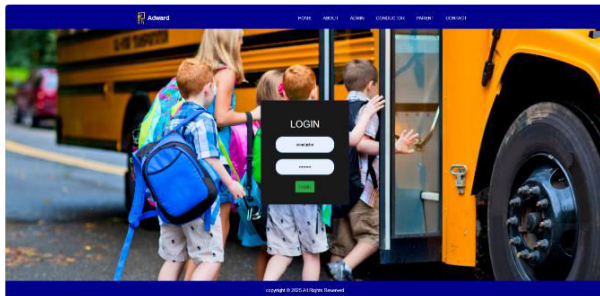 Adward
HOME ABOUT ADMIN CONDUCTOR PARENT CONTACT
LOGIN
Login
copyright © 2025 All Rights Reserved